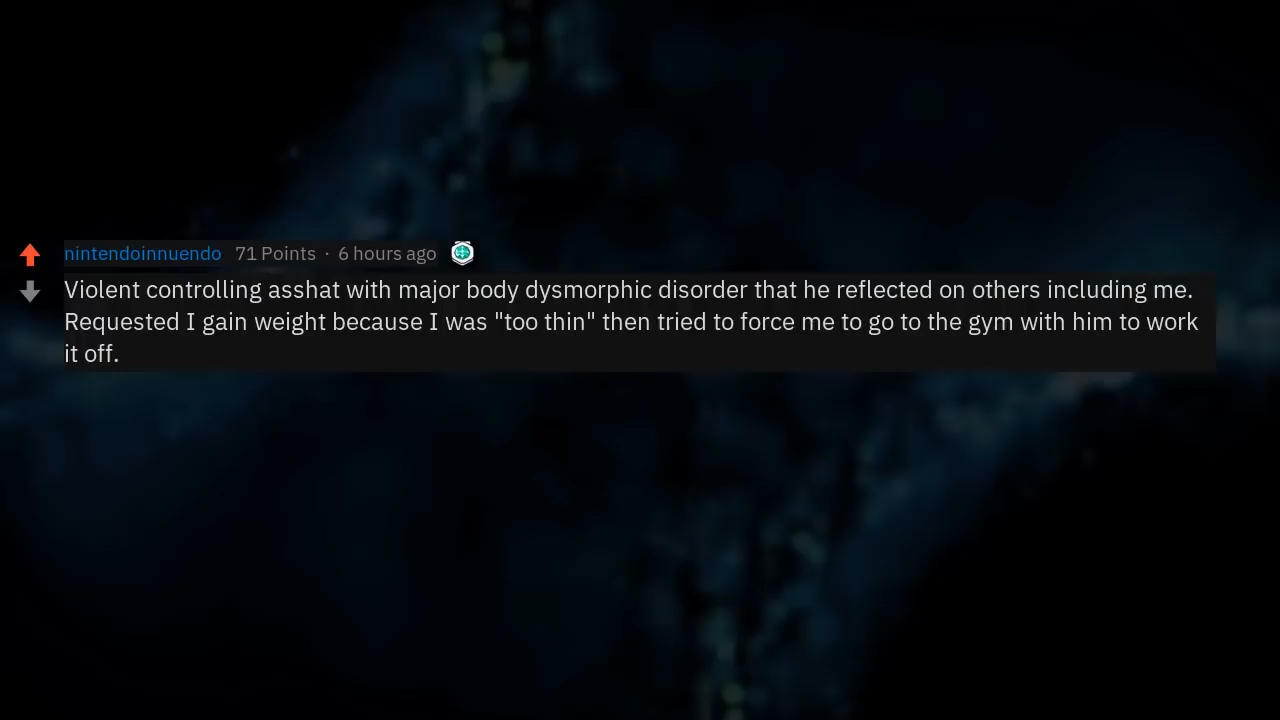 nintendoinnuendo 71 Points · 6 hours ago
Violent controlling asshat with major body dysmorphic disorder that he reflected on others including me.
Requested I gain weight because I was "too thin" then tried to force me to go to the gym with him to work
it off.